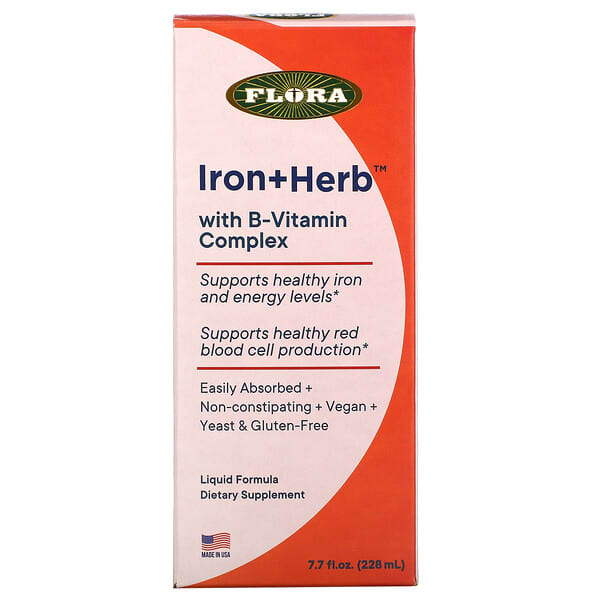 FLORA
Iron+Herb™
with B-Vitamin
Complex
Supports healthy iron
and energy levels*
Supports healthy red
blood cell production*
Easily Absorbed +
Non-constipating + Vegan +
Yeast & Gluten-Free
Liquid Formula
Dietary Supplement
MADE IN USA
7.7 fl.oz. (228 mL)